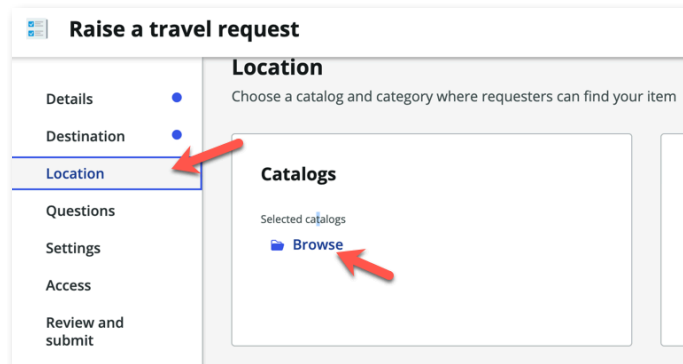 Raise a travel request
Details
Destination
Location
Questions
Settings
Access
Review and
submit
Location
Choose a catalog and category where requesters can find your item
Catalogs
Selected catalogs
Browse